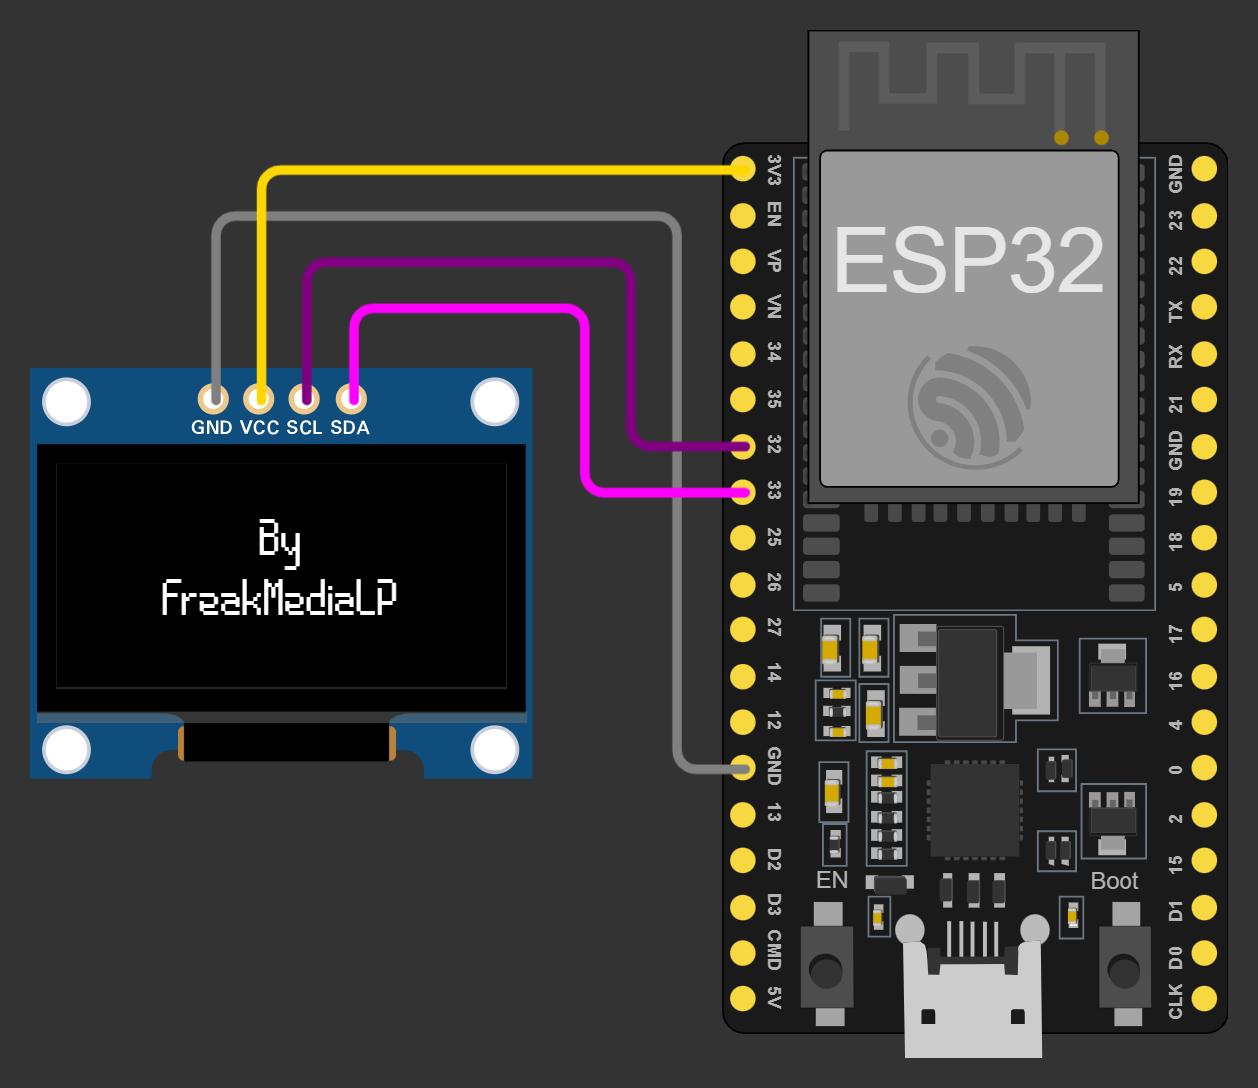 GND VCC SCL SDA
By
FreakMediaLP
ESP32
3V3
EN
VP
VN
34
35
32
33
25
26
27
14
12
GND
13
D2
D3
CMD
5V
GND
23
22
TX
RX
21
GND
19
18
5
17
16
4
0
2
15
D1
D0
CLK
EN
Boot